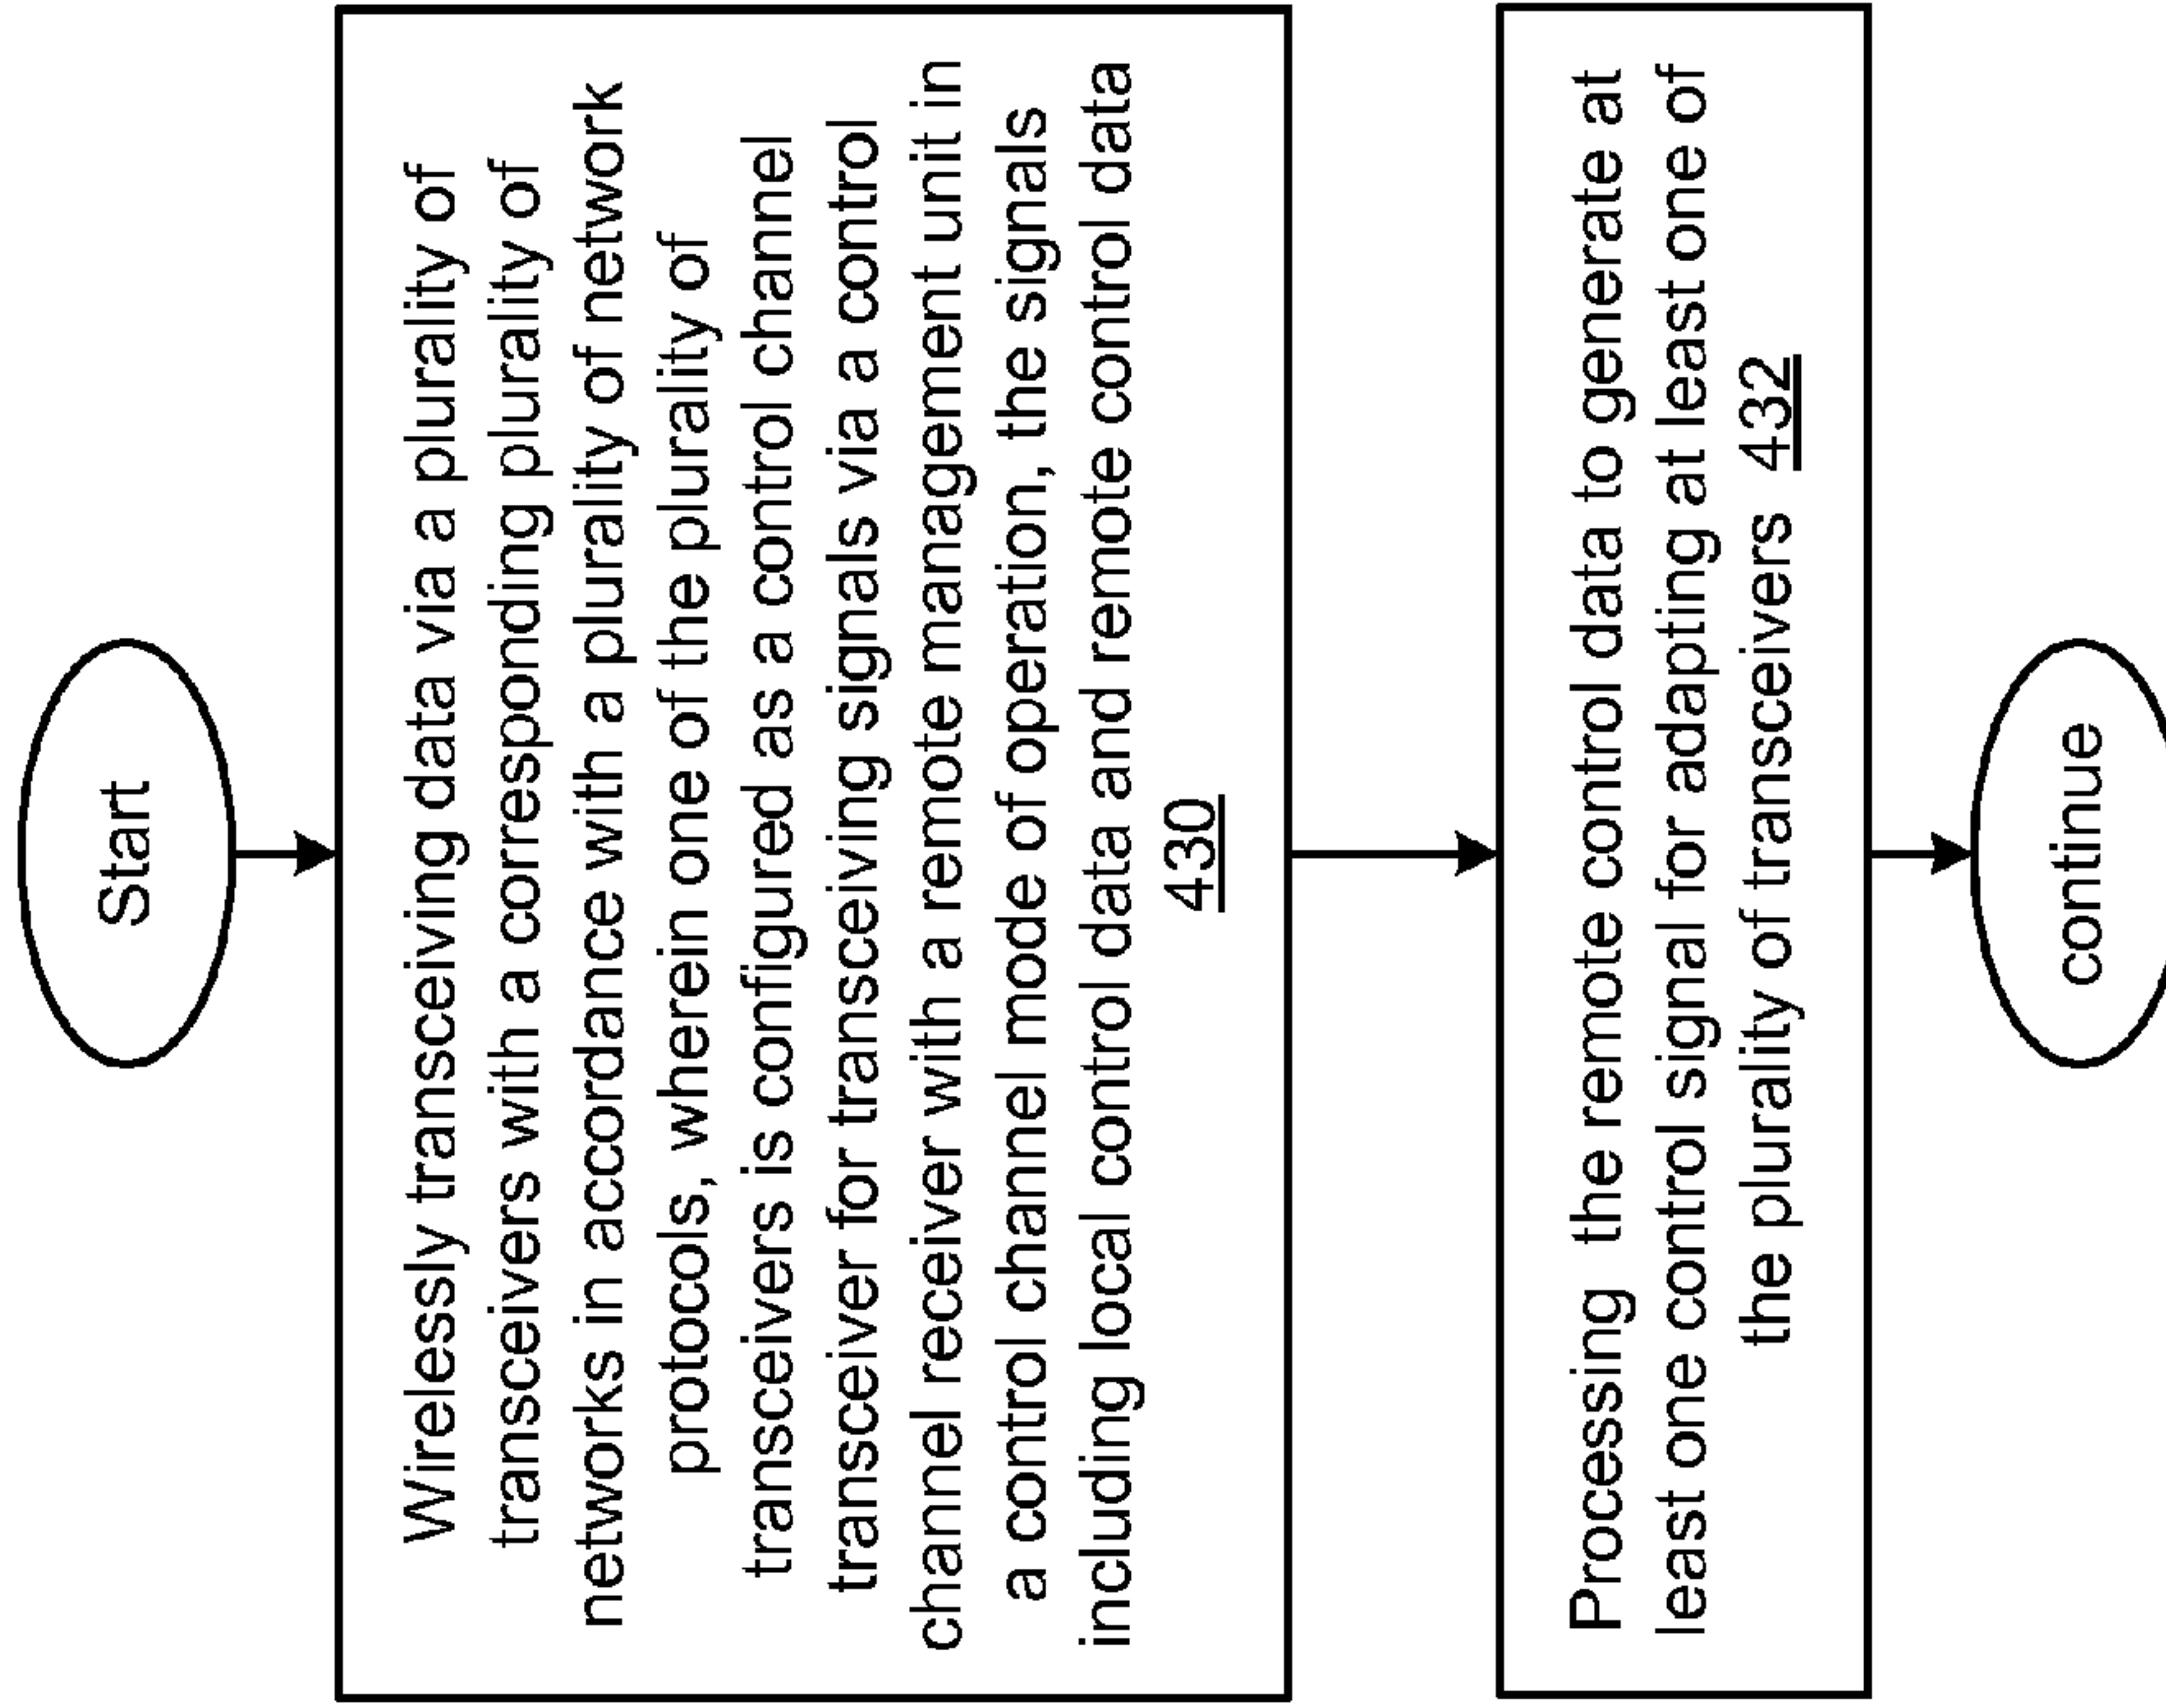 Start
Wirelessly transceiving data via a plurality of
transceivers with a corresponding plurality of
networks in accordance with a plurality of network
protocols, wherein one of the plurality of
transceivers is configured as a control channel
transceiver for transceiving signals via a control
channel receiver with a remote management unit in
a control channel mode of operation, the signals
including local control data and remote control data
430
Processing the remote control data to generate at
least one control signal for adapting at least one of
the plurality of transceivers 432
continue